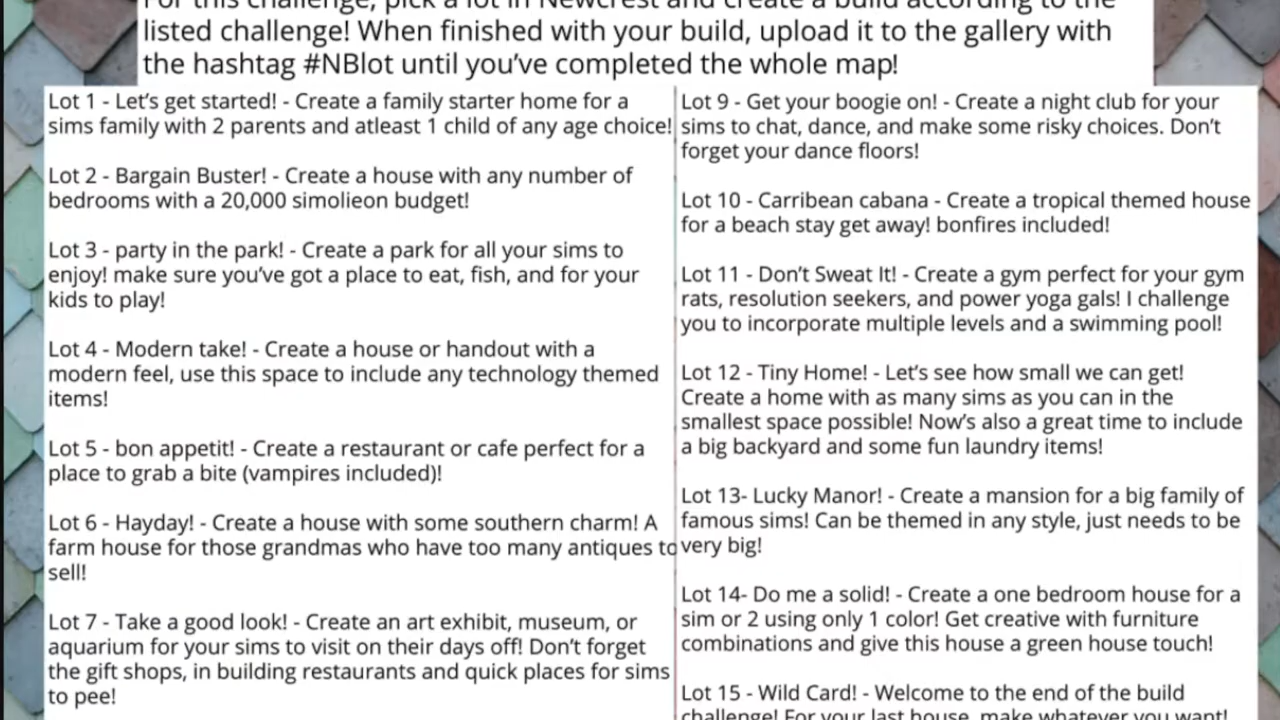 For this challenge, pick a lot in Newcrest and create a build according to the
listed challenge! When finished with your build, upload it to the gallery with
the hashtag #NBlot until you've completed the whole map!
Lot 1 - Let's get started! - Create a family starter home for a
sims family with 2 parents and atleast 1 child of any age choice!
Lot 2 - Bargain Buster! - Create a house with any number of
bedrooms with a 20,000 simolieon budget!
Lot 3 - party in the park! - Create a park for all your sims to
enjoy! make sure you've got a place to eat, fish, and for your
kids to play!
Lot 4 - Modern take! - Create a house or handout with a
modern feel, use this space to include any technology themed
items!
Lot 5 - bon appetit! - Create a restaurant or cafe perfect for a
place to grab a bite (vampires included)!
Lot 6 - Hayday! - Create a house with some southern charm! A
farm house for those grandmas who have too many antiques to
sell!
Lot 7 - Take a good look! - Create an art exhibit, museum, or
aquarium for your sims to visit on their days off! Don't forget
the gift shops, in building restaurants and quick places for sims
to pee!
Lot 9 - Get your boogie on! - Create a night club for your
sims to chat, dance, and make some risky choices. Don't
forget your dance floors!
Lot 10 - Carribean cabana - Create a tropical themed house
for a beach stay get away! bonfires included!
Lot 11 - Don't Sweat It! - Create a gym perfect for your gym
rats, resolution seekers, and power yoga gals! I challenge
you to incorporate multiple levels and a swimming pool!
Lot 12 - Tiny Home! - Let's see how small we can get!
Create a home with as many sims as you can in the
smallest space possible! Now's also a great time to include
a big backyard and some fun laundry items!
Lot 13- Lucky Manor! - Create a mansion for a big family of
famous sims! Can be themed in any style, just needs to be
very big!
Lot 14- Do me a solid! - Create a one bedroom house for a
sim or 2 using only 1 color! Get creative with furniture
combinations and give this house a green house touch!
Lot 15 - Wild Card! - Welcome to the end of the build
challenge! For your last house, make whatever you want!